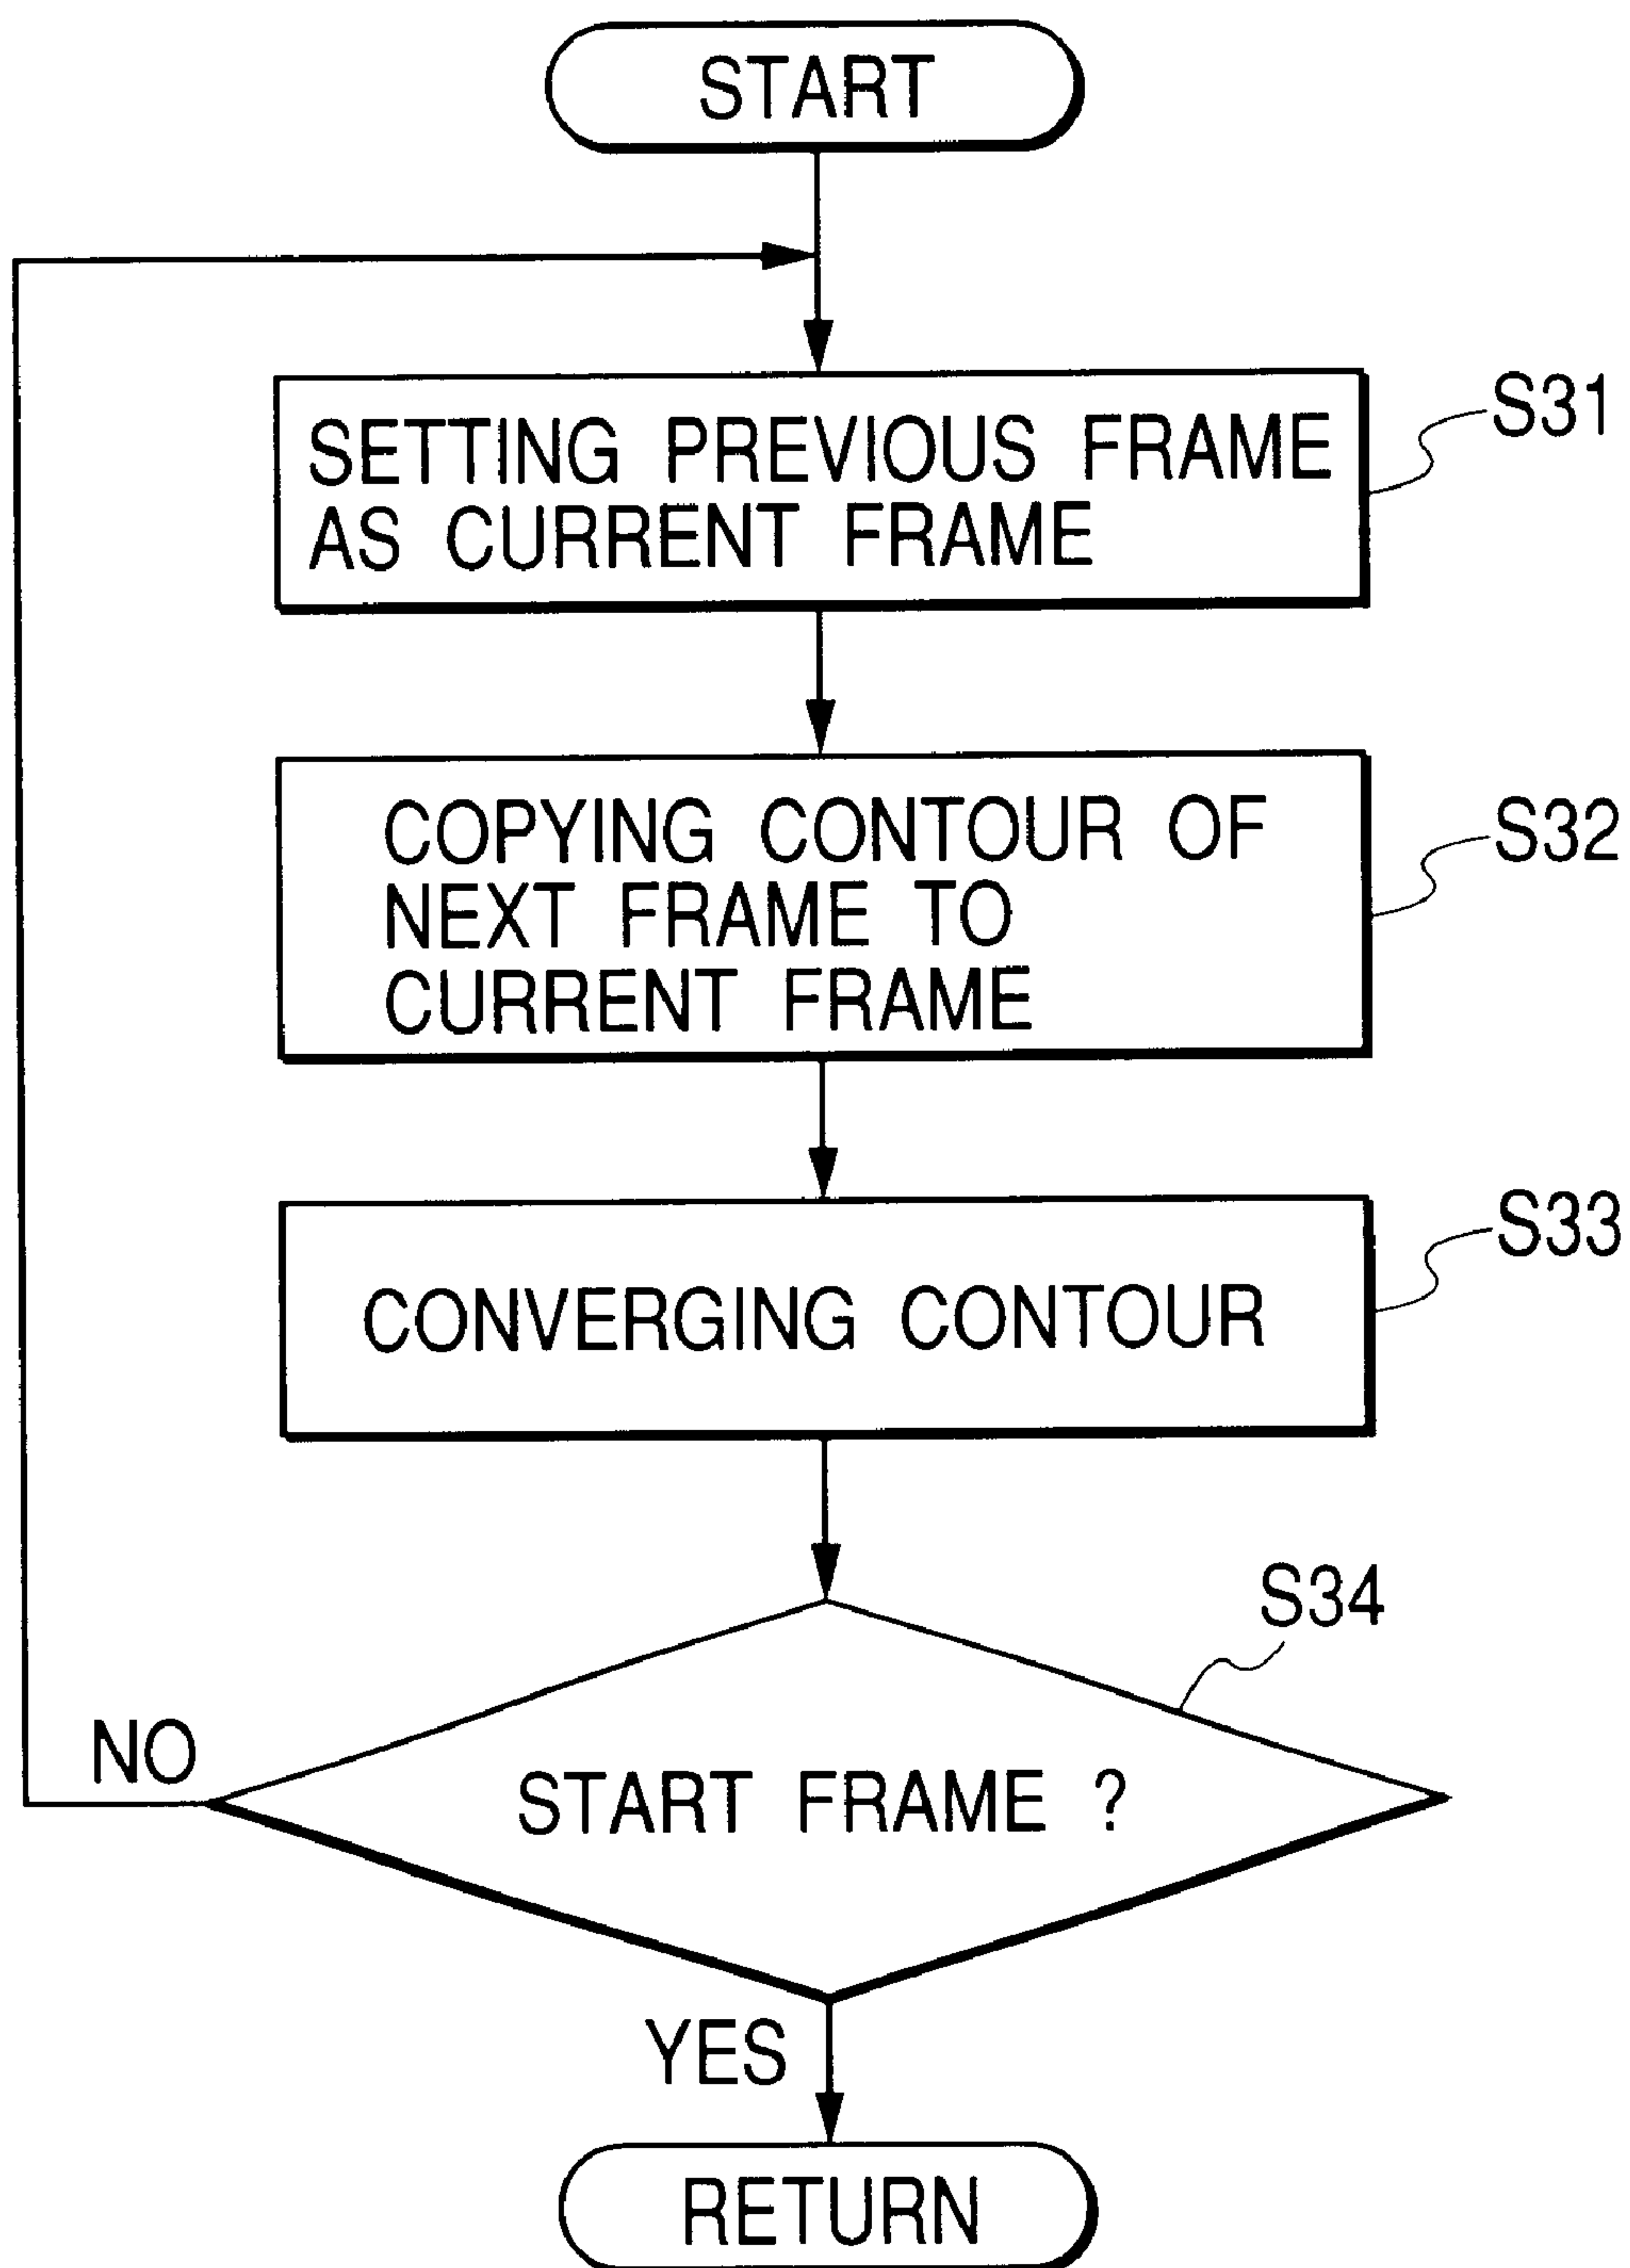 START
SETTING PREVIOUS FRAME
AS CURRENT FRAME
S31
COPYING CONTOUR OF
NEXT FRAME TO
CURRENT FRAME
S32
CONVERGING CONTOUR
S33
S34
START FRAME ?
NO
YES
RETURN